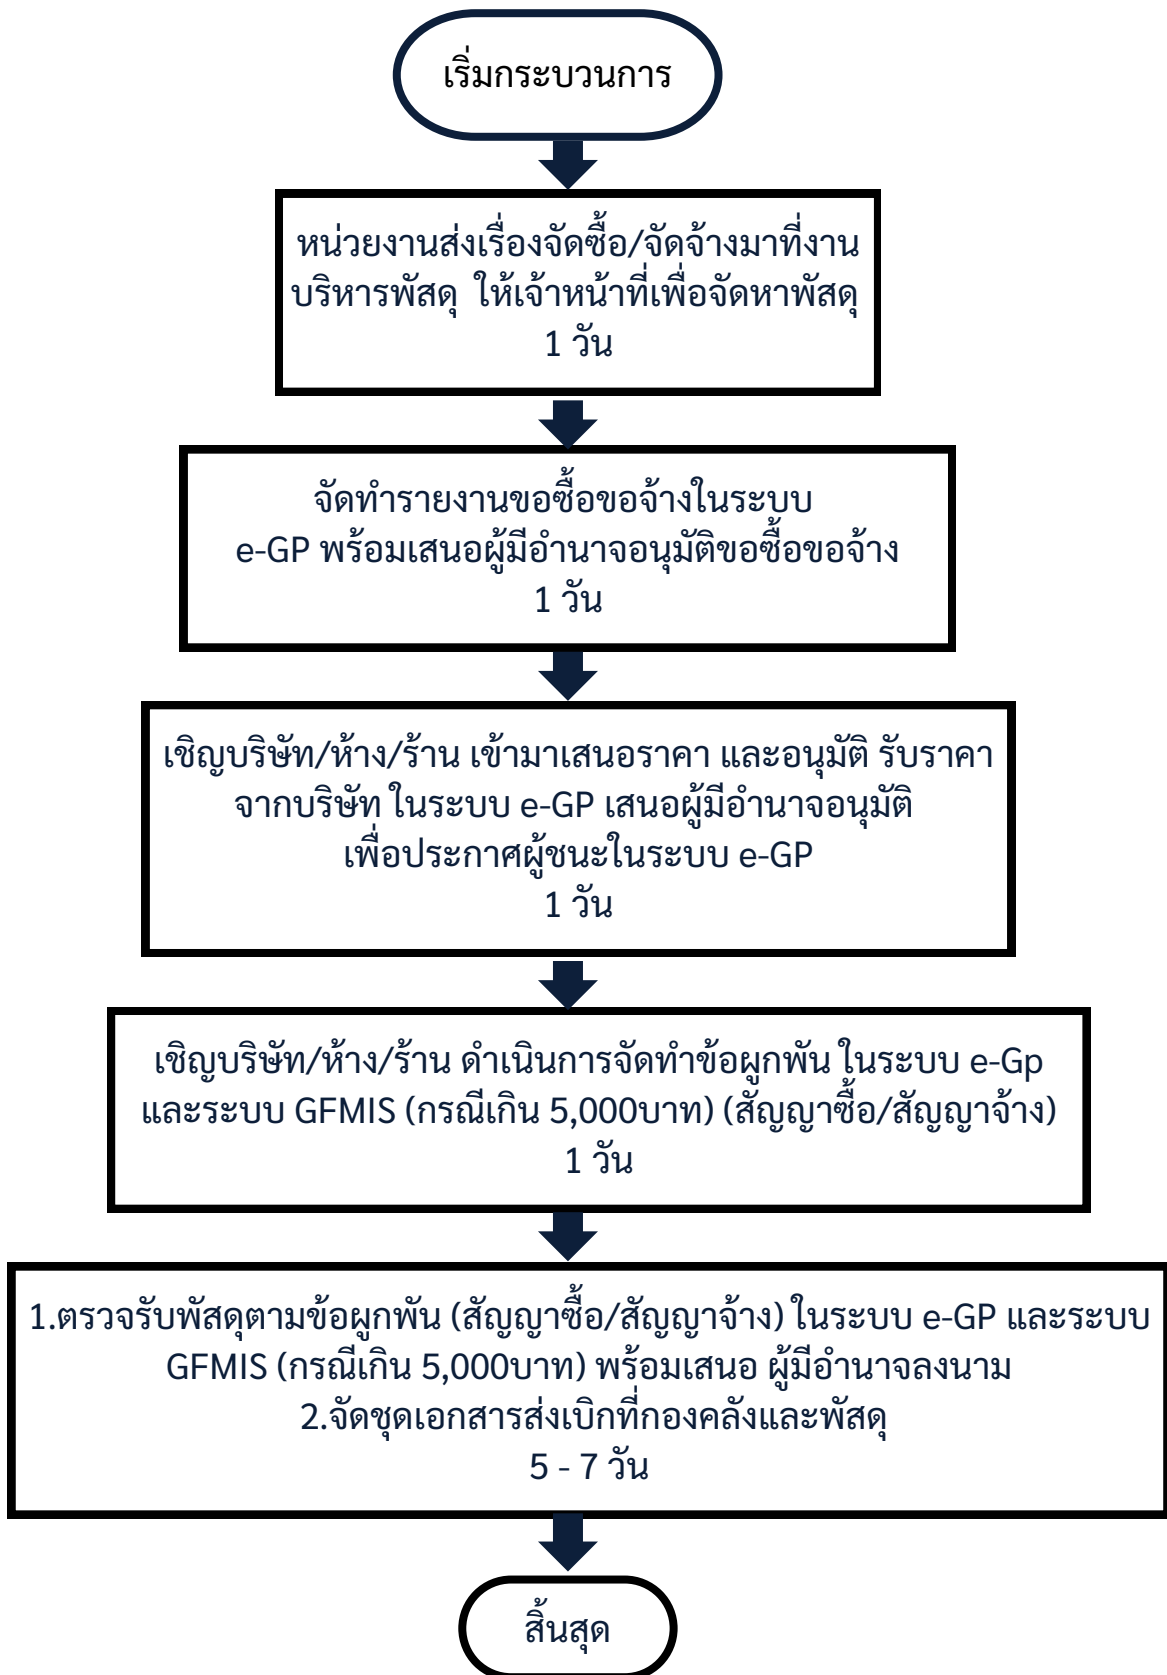 เริ่มกระบวนการ
หน่วยงานส่งเรื่องจัดซื้อ/จัดจ้างมาที่งาน
บริหารพัสดุ ให้เจ้าหน้าที่เพื่อจัดหาพัสดุ
1 วัน
จัดทำรายงานขอซื้อขอจ้างในระบบ
e-GP พร้อมเสนอผู้มีอำนาจอนุมัติขอซื้อขอจ้าง
1 วัน
เชิญบริษัท/ห้าง/ร้าน เข้ามาเสนอราคา และอนุมัติ รับราคา
จากบริษัท ในระบบ e-GP เสนอผู้มีอำนาจอนุมัติ
เพื่อประกาศผู้ชนะในระบบ e-GP
1 วัน
เชิญบริษัท/ห้าง/ร้าน ดำเนินการจัดทำข้อผูกพัน ในระบบ e-Gp
และระบบ GFMIS (กรณีเกิน 5,000บาท) (สัญญาซื้อ/สัญญาจ้าง)
1 วัน
1.ตรวจรับพัสดุตามข้อผูกพัน (สัญญาซื้อ/สัญญาจ้าง) ในระบบ e-GP และระบบ
GFMIS (กรณีเกิน 5,000บาท) พร้อมเสนอ ผู้มีอำนาจลงนาม
2.จัดชุดเอกสารส่งเบิกที่กองคลังและพัสดุ
5 - 7 วัน
สิ้นสุด